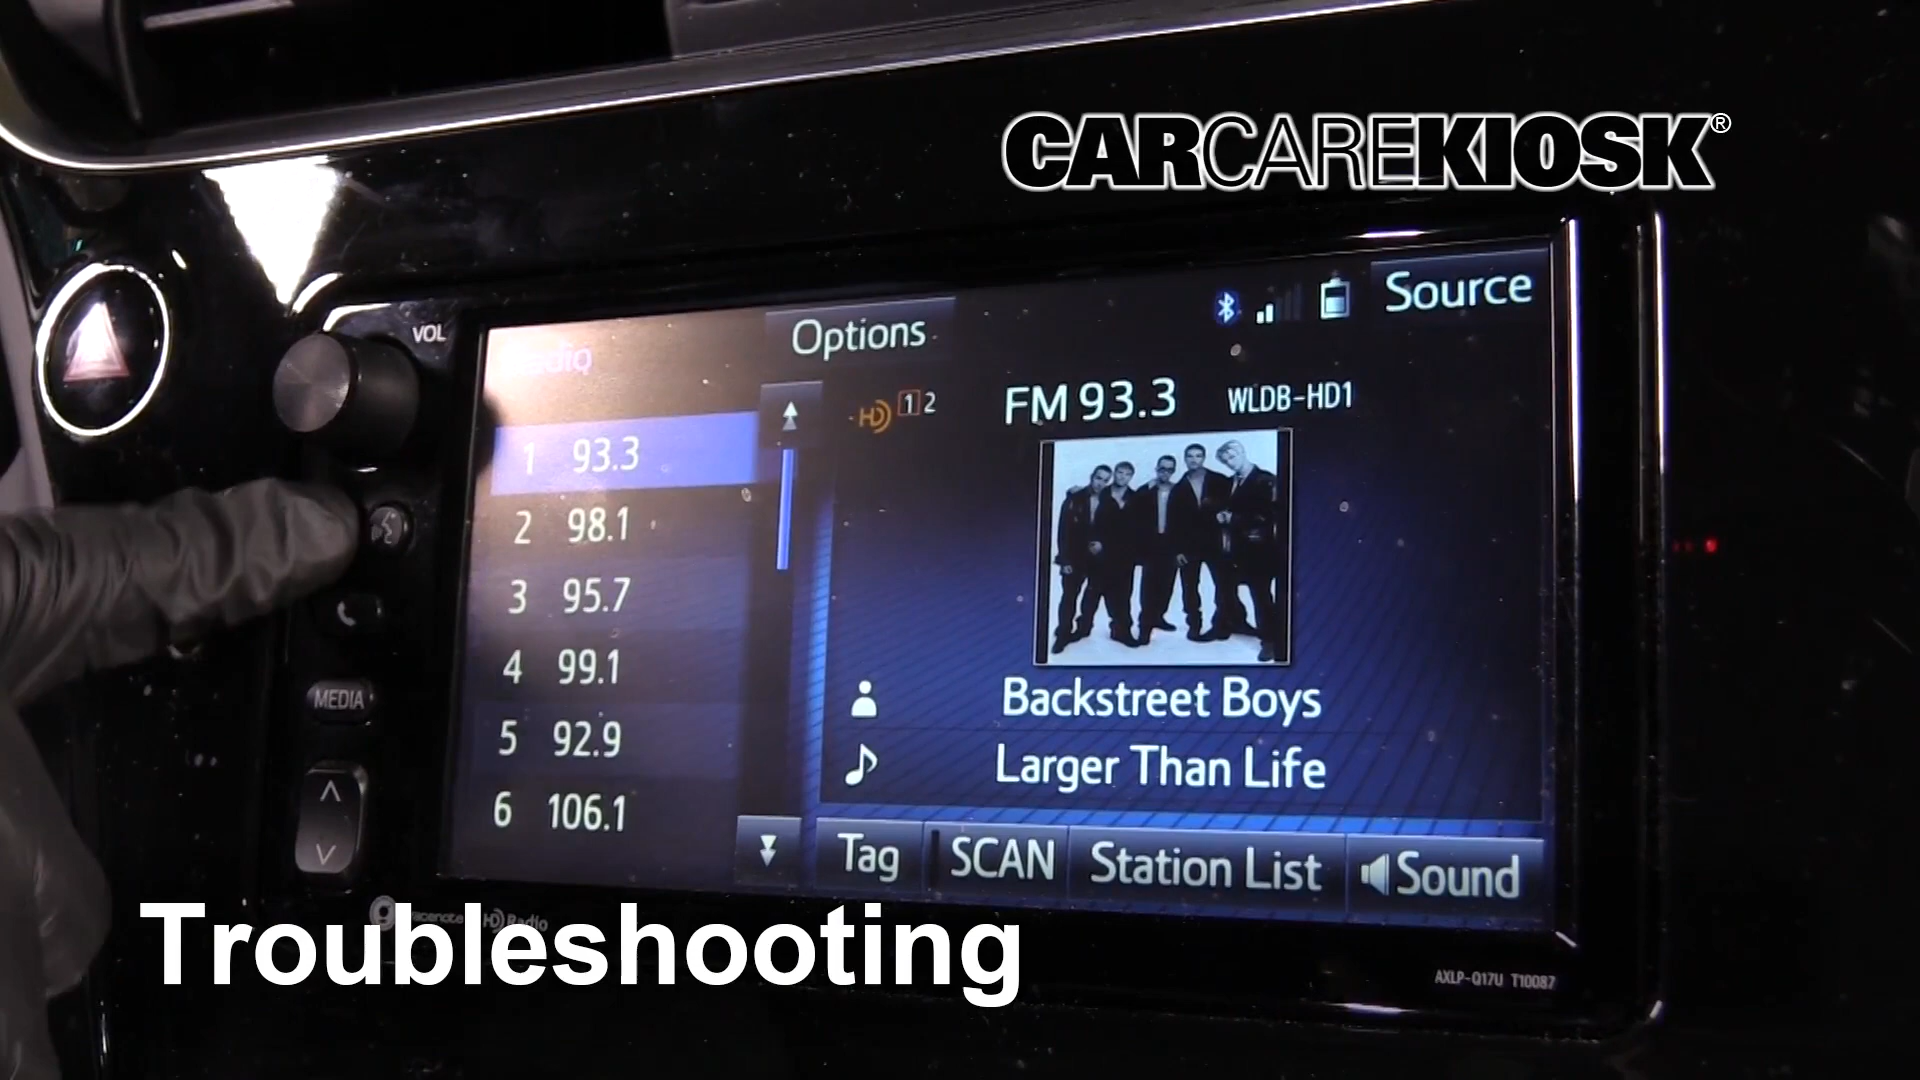 CARCAREKIOSK®
VOL
Options
Source
HD 1 2
FM 93.3
WLDB-HD1
1 93.3
2 98.1
3 95.7
4 99.1
5 92.9
6 106.1
Backstreet Boys
Larger Than Life
MEDIA
Tag
SCAN
Station List
Sound
HD Radio
Troubleshooting
AXLP-Q17U T10087